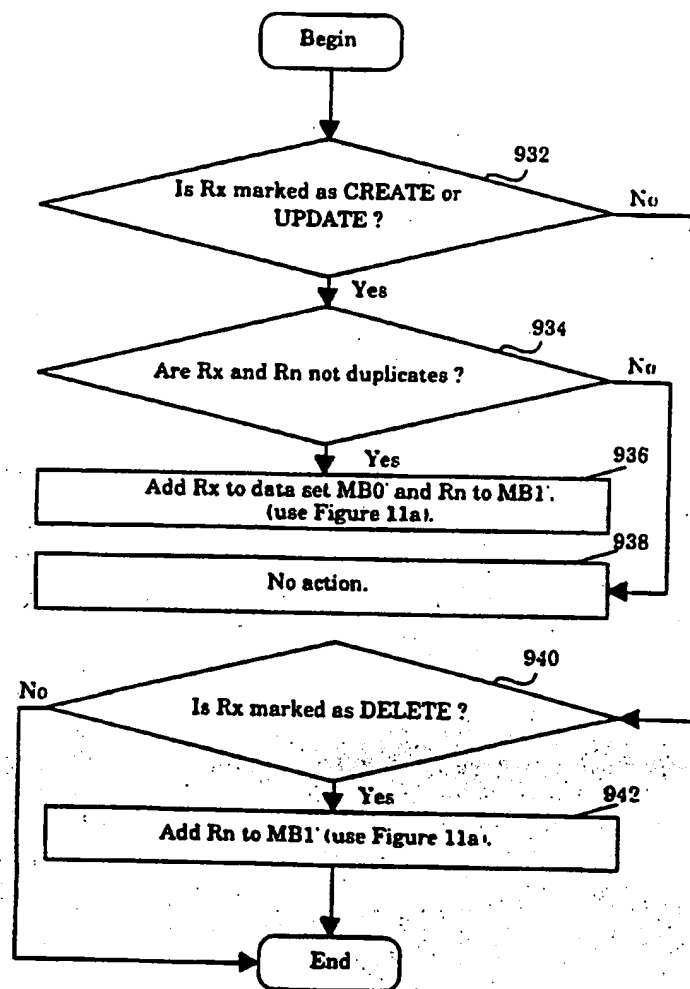 Begin
932
Is Rx marked as CREATE or
UPDATE ?
No
Yes
934
Are Rx and Rn not duplicates ?
No
Yes
936
Add Rx to data set MB0' and Rn to MB1'.
(use Figure 11a).
938
No action.
940
No
Is Rx marked as DELETE ?
Yes
942
Add Rn to MB1' (use Figure 11a).
End